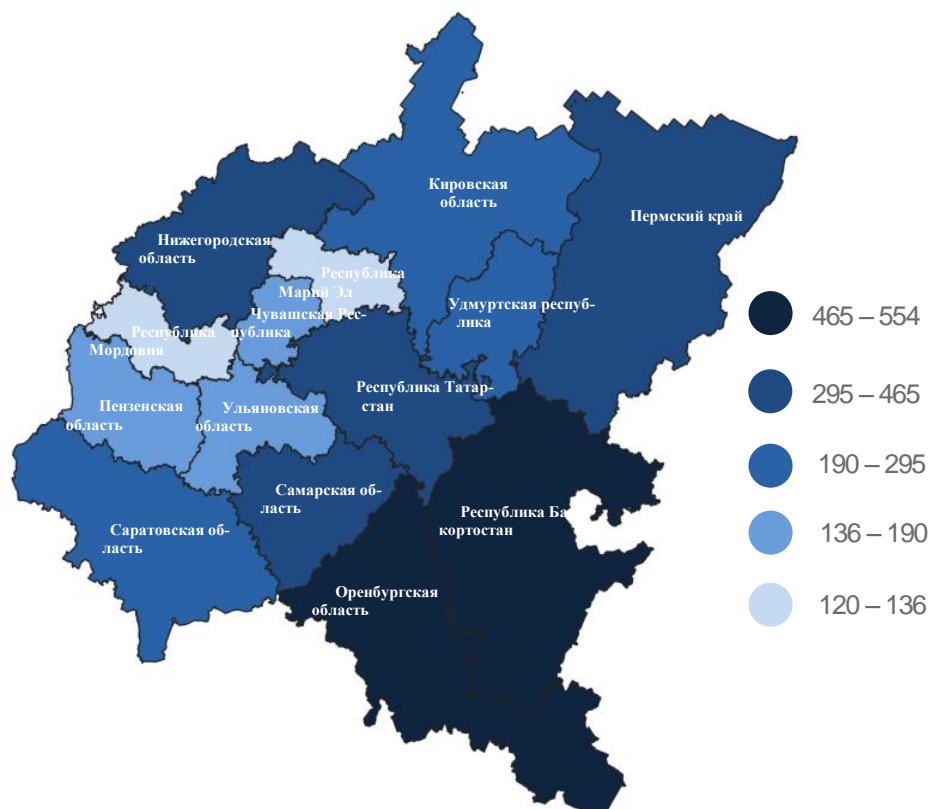 Кировская
область
Пермский край
Нижегородская
область
Республика
Марий Эл
Удмуртская респуб-
лика
Чувашская Рес-
публика
Республика
Мордовия
Республика Татар-
стан
Пензенская
область
Ульяновская
область
Самарская об-
ласть
Республика Ба
кортостан
Саратовская об-
ласть
Оренбургская
область
465 – 554
295 – 465
190 – 295
136 – 190
120 – 136